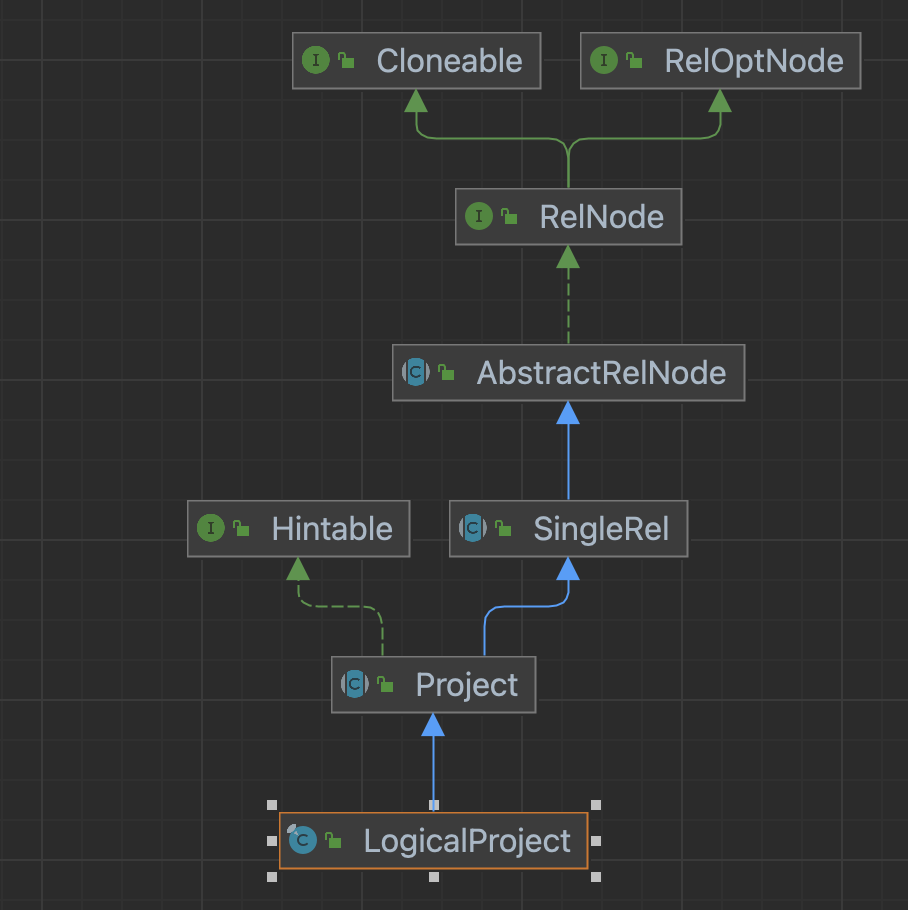 I Cloneable
I RelOptNode
I RelNode
C AbstractRelNode
I Hintable
C SingleRel
C Project
C LogicalProject